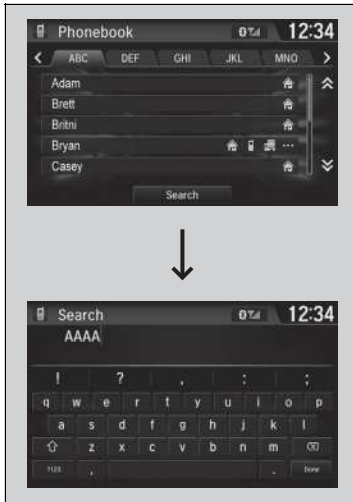 Phonebook 12:34
ABC DEF GHI JKL MNO
Adam
Brett
Britni
Bryan
Casey
Search
Search 12:34
AAAA
! ? , : ;
q w e r t y u i o p
a s d f g h j k l
z x c v b n m
?123 , . Done